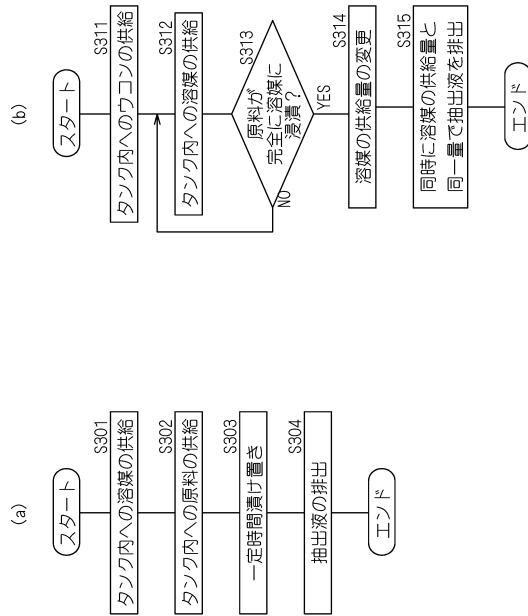 (a)
スタート
S301
タンク内への溶媒の供給
S302
タンク内への原料の供給
S303
一定時間漬け置き
S304
抽出液の排出
エンド
(b)
スタート
S311
タンク内へのウコンの供給
S312
タンク内への溶媒の供給
S313
原料が
完全に溶媒に
浸漬?
NO
YES
S314
溶媒の供給量の変更
S315
同時に溶媒の供給量と
同一量で抽出液を排出
エンド